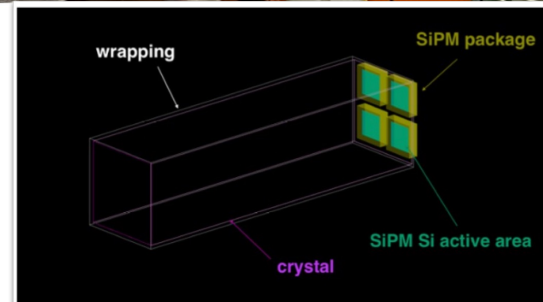 SiPM package
wrapping
SiPM Si active area
crystal